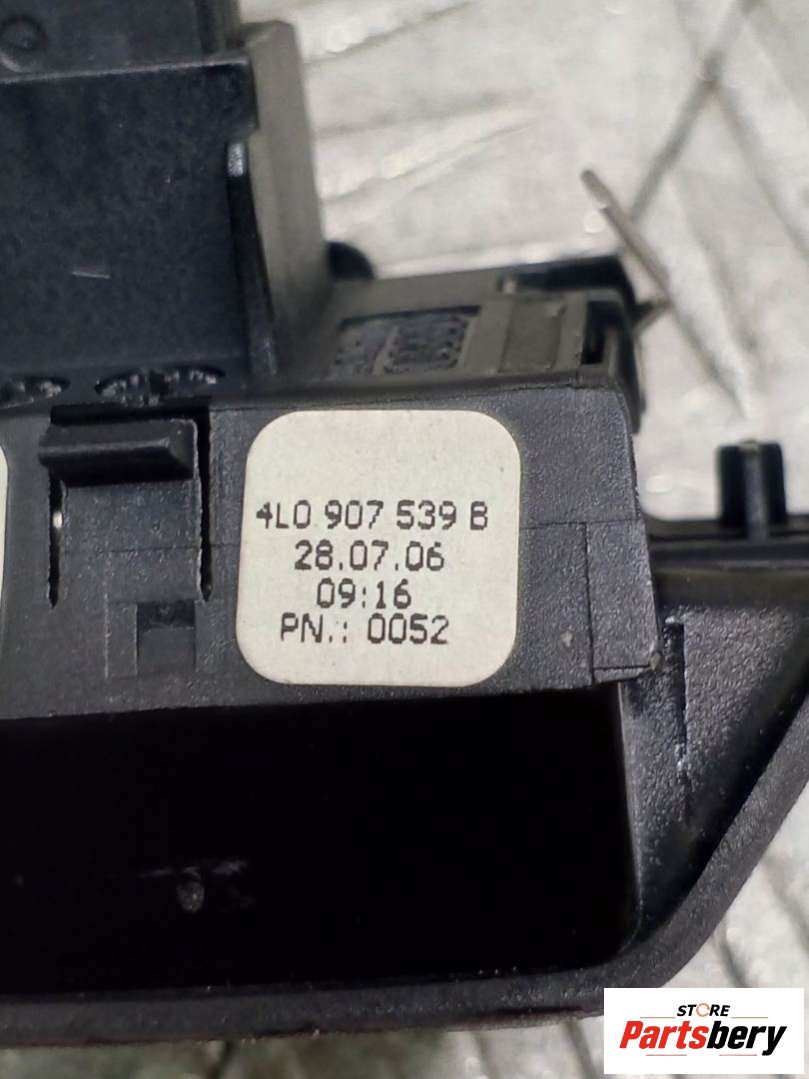 4L0 907 539 B
28.07.06
09:16
PN.: 0052
STORE
Partsbery